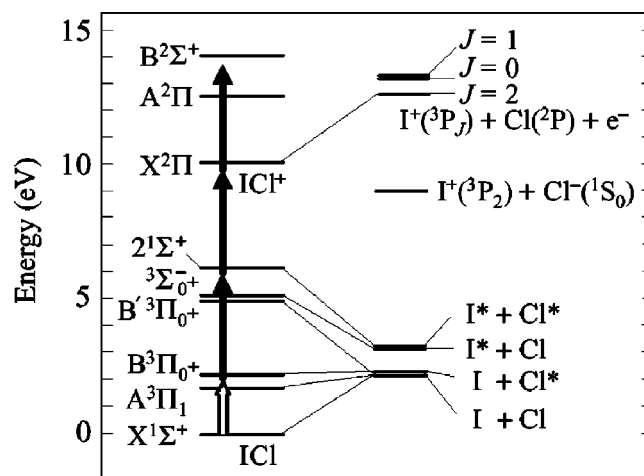 Energy (eV)
15
10
5
0
B²Σ⁺
A²Π
X²Π
ICl⁺
2¹Σ⁺
³Σ⁻₀⁺
B′ ³Π₀⁺
B³Π₀⁺
A³Π₁
X¹Σ⁺
ICl
J = 1
J = 0
J = 2
I⁺(³P_J) + Cl(²P) + e⁻
I⁺(³P₂) + Cl⁻(¹S₀)
I* + Cl*
I* + Cl
I + Cl*
I + Cl